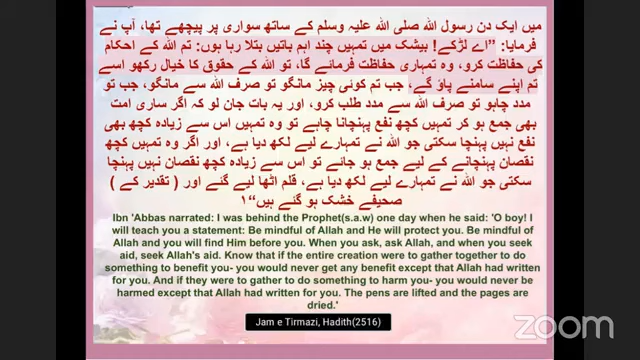 میں ایک دن رسول اللہ صلی اللہ علیہ وسلم کے ساتھ سواری پر پیچھے تھا، آپ نے
فرمایا: ”اے لڑکے! بیشک میں تمہیں چند اہم باتیں بتلا رہا ہوں: تم اللہ کے احکام
کی حفاظت کرو، وہ تمہاری حفاظت فرمائے گا، تو اللہ کے حقوق کا خیال رکھو اسے
تم اپنے سامنے پاؤ گے، جب تم کوئی چیز مانگو تو صرف اللہ سے مانگو، جب تو
مدد چاہو تو صرف اللہ سے مدد طلب کرو، اور یہ بات جان لو کہ اگر ساری امت
بھی جمع ہو کر تمہیں کچھ نفع پہنچانا چاہے تو وہ تمہیں اس سے زیادہ کچھ بھی
نفع نہیں پہنچا سکتی جو اللہ نے تمہارے لیے لکھ دیا ہے، اور اگر وہ تمہیں کچھ
نقصان پہنچانے کے لیے جمع ہو جائے تو اس سے زیادہ کچھ نقصان نہیں پہنچا
سکتی جو اللہ نے تمہارے لیے لکھ دیا ہے، قلم اٹھا لیے گئے اور ( تقدیر کے )
صحیفے خشک ہو گئے ہیں“ ۱
Ibn 'Abbas narrated: I was behind the Prophet(s.a.w) one day when he said: 'O boy! I
will teach you a statement: Be mindful of Allah and He will protect you. Be mindful of
Allah and you will find Him before you. When you ask, ask Allah, and when you seek
aid, seek Allah's aid. Know that if the entire creation were to gather together to do
something to benefit you- you would never get any benefit except that Allah had written
for you. And if they were to gather to do something to harm you- you would never be
harmed except that Allah had written for you. The pens are lifted and the pages are
dried.'
Jam e Tirmazi, Hadith(2516)
zoom